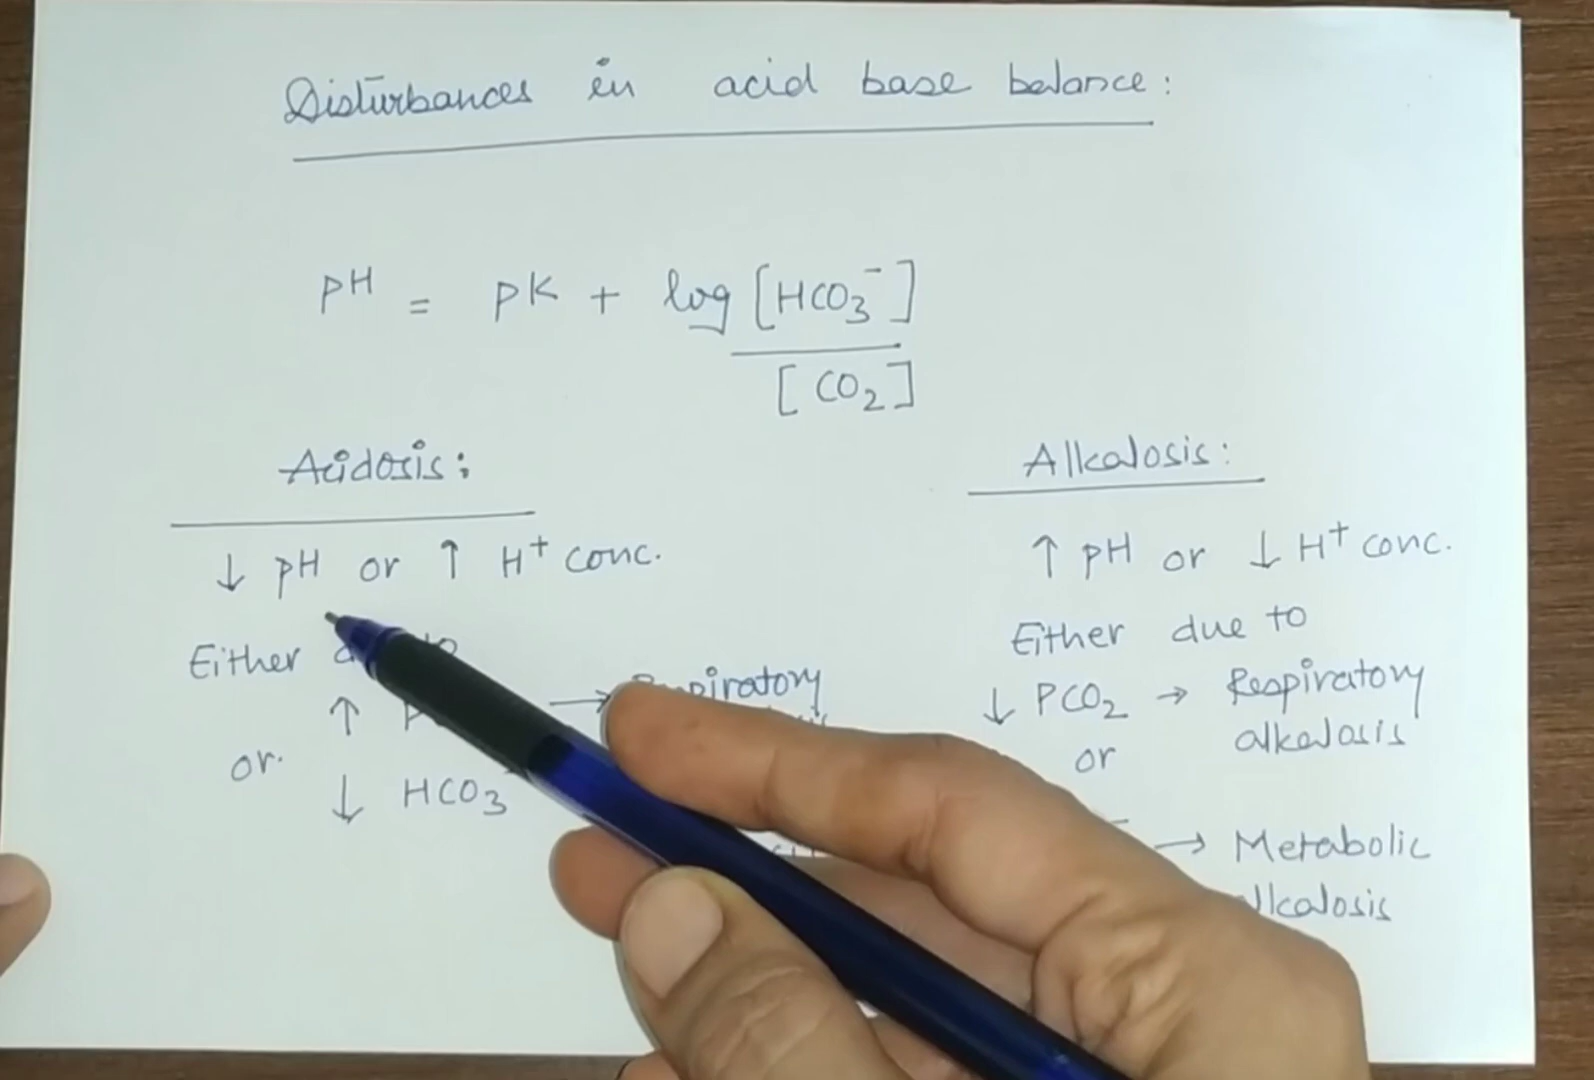 Disturbances in acid base balance:
pH = pK + log [HCO3-]
[CO2]
Acidosis:
↓ pH or ↑ H+ conc.
Either
↑
or.
↓ HCO3
Alkalosis:
↑ pH or ↓ H+ conc.
Either due to
↓ PCO2 → Respiratory
alkalosis
or
→ Metabolic